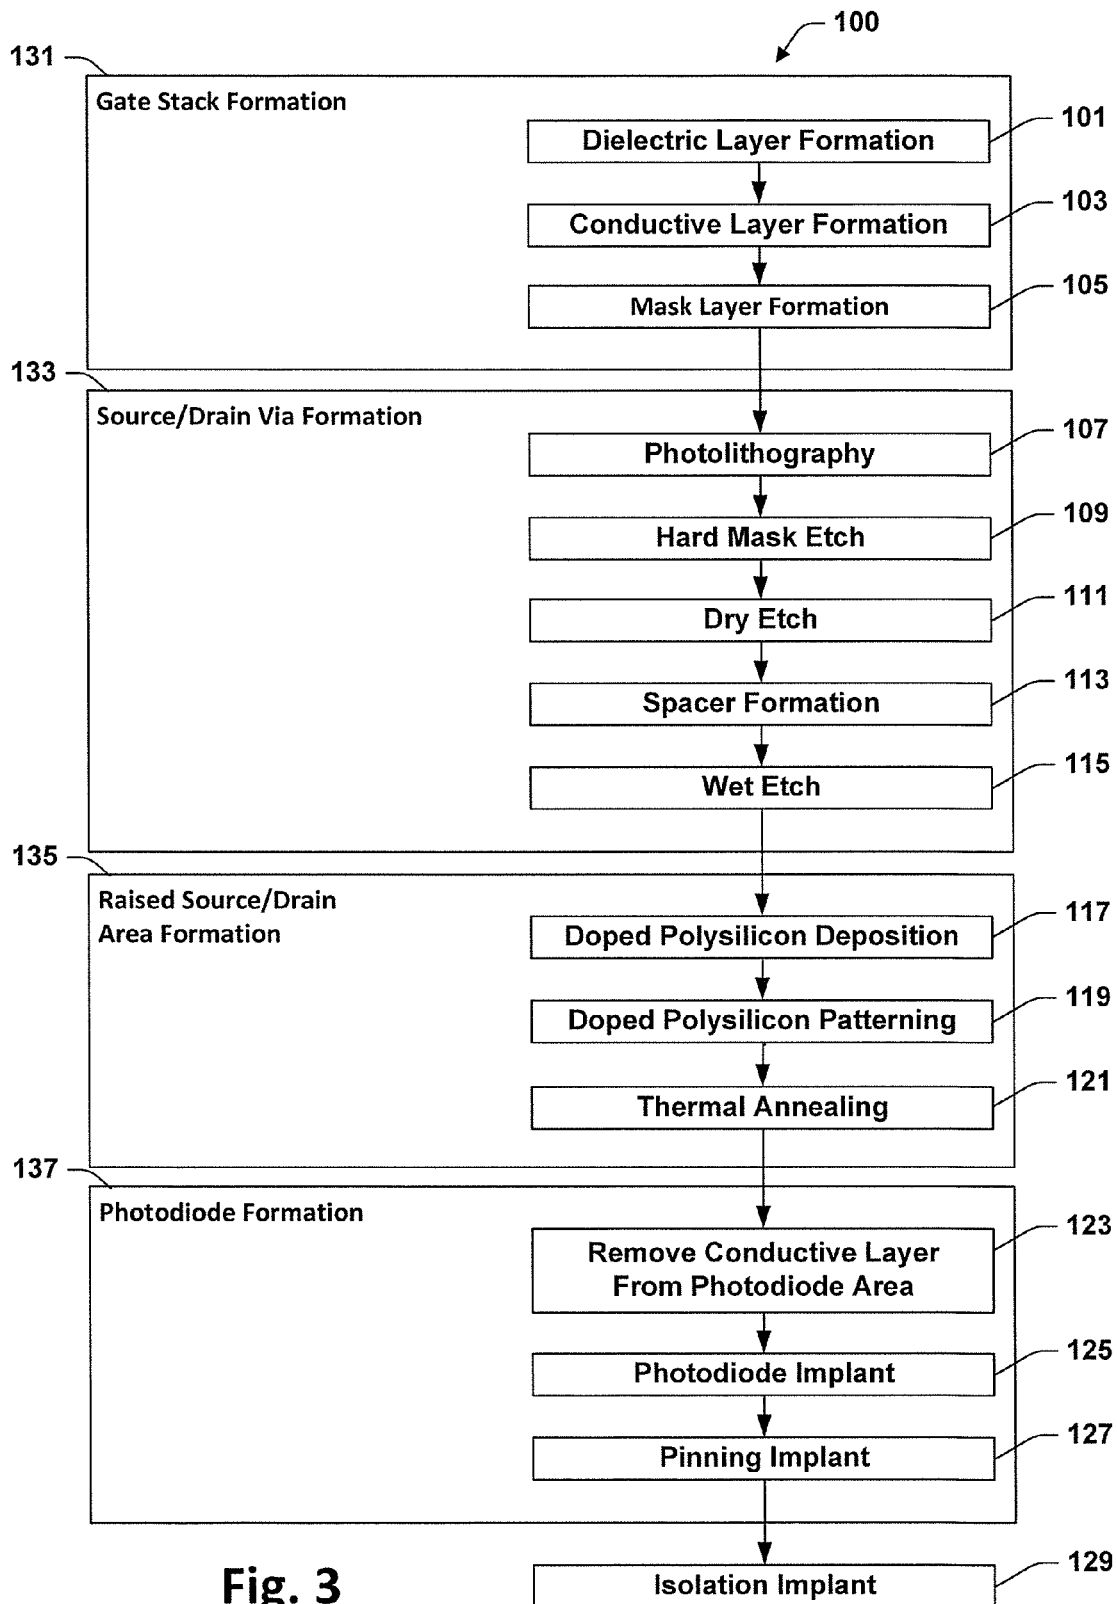 100
131
Gate Stack Formation
Dielectric Layer Formation
101
Conductive Layer Formation
103
Mask Layer Formation
105
133
Source/Drain Via Formation
Photolithography
107
Hard Mask Etch
109
Dry Etch
111
Spacer Formation
113
Wet Etch
115
135
Raised Source/Drain
Area Formation
Doped Polysilicon Deposition
117
Doped Polysilicon Patterning
119
Thermal Annealing
121
137
Photodiode Formation
Remove Conductive Layer
From Photodiode Area
123
Photodiode Implant
125
Pinning Implant
127
Isolation Implant
129
Fig. 3